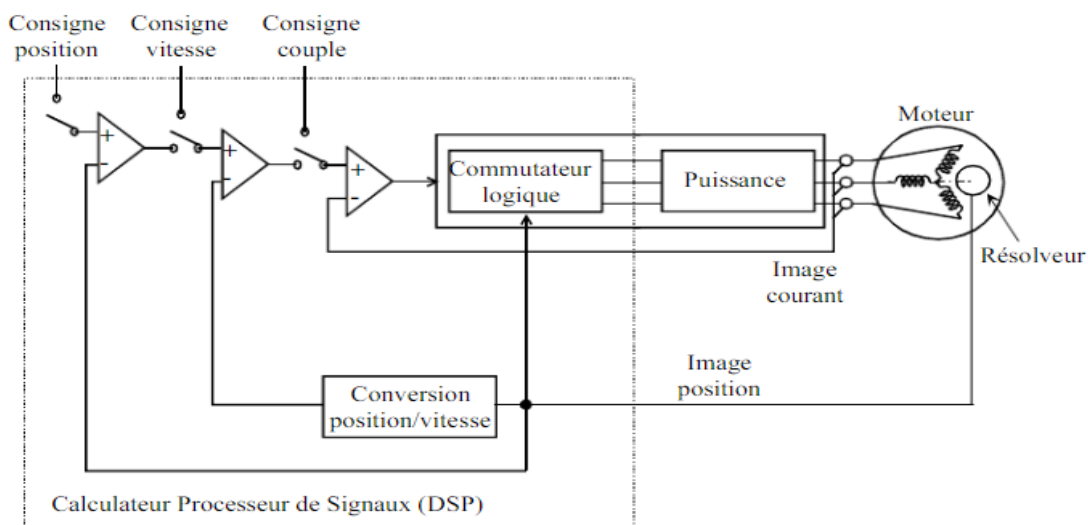 Consigne
position
Consigne
vitesse
Consigne
couple
+
-
+
-
+
-
Commutateur
logique
Puissance
Moteur
Résolveur
Image
courant
Image
position
Conversion
position/vitesse
Calculateur Processeur de Signaux (DSP)